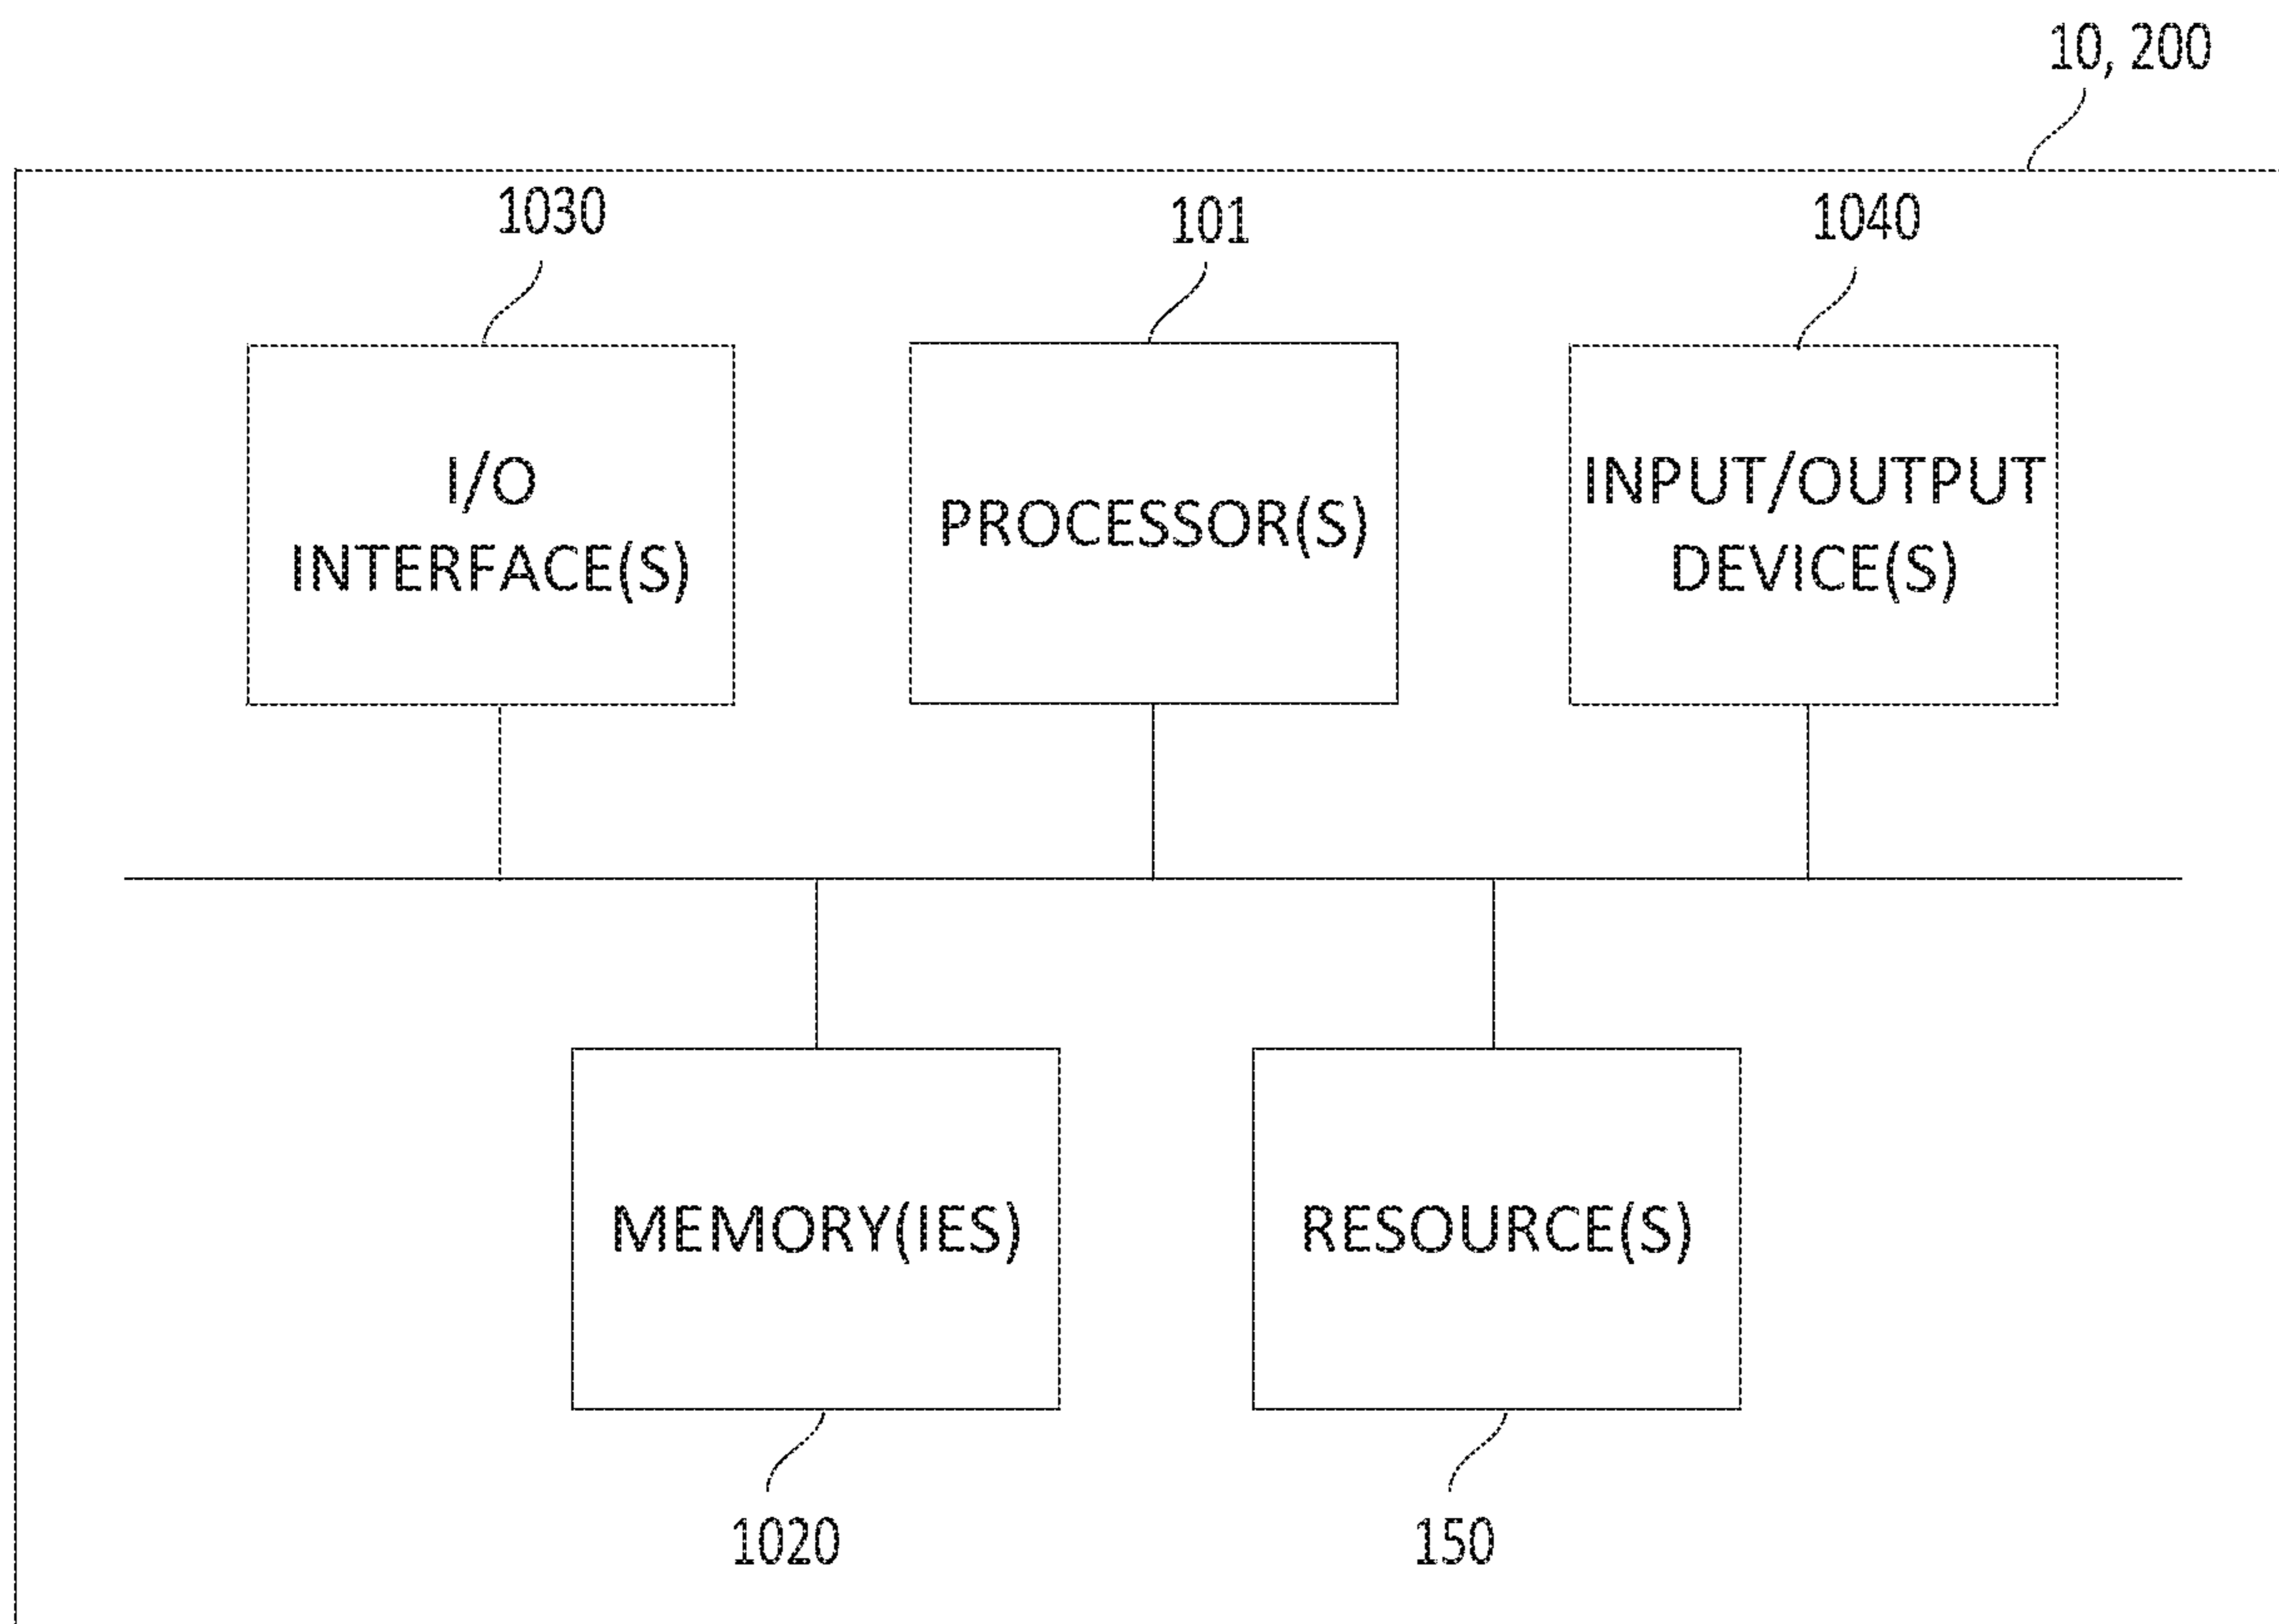 10, 200
1030
101
1040
I/O
INTERFACE(S)
PROCESSOR(S)
INPUT/OUTPUT
DEVICE(S)
MEMORY(IES)
RESOURCE(S)
1020
150